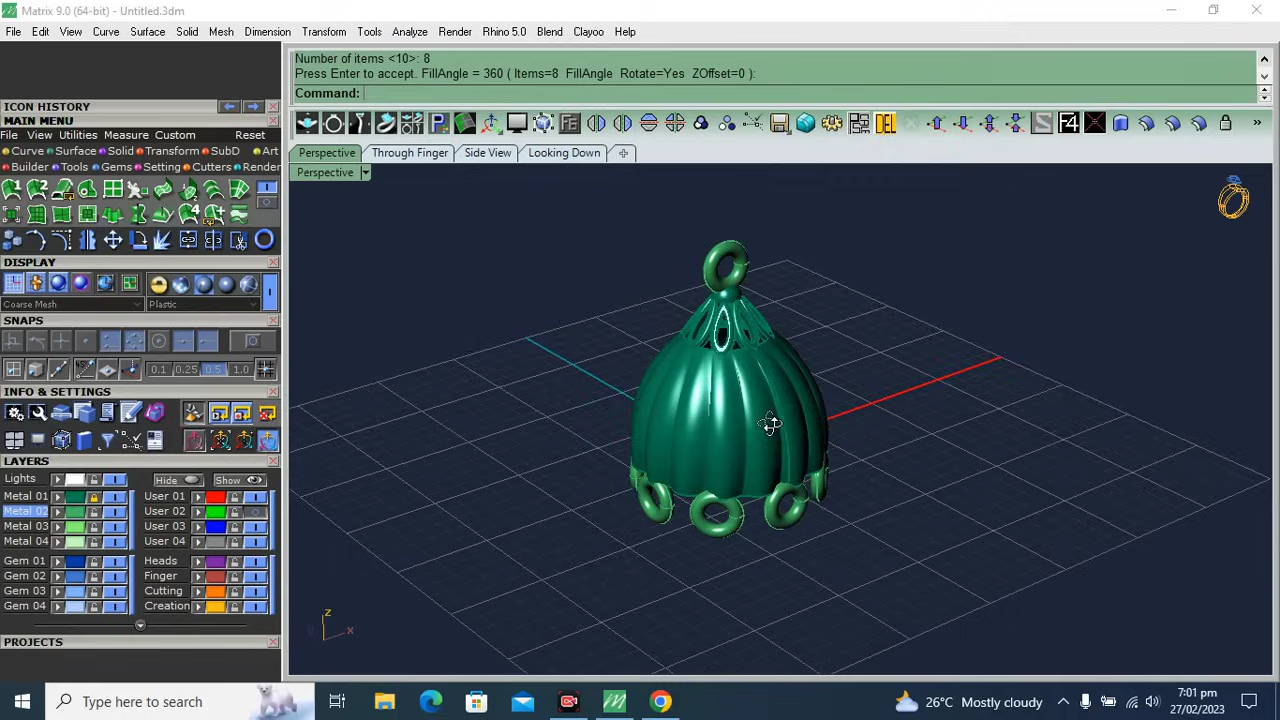 Matrix 9.0 (64-bit) - Untitled.3dm
File Edit View Curve Surface Solid Mesh Dimension Transform Tools Analyze Render Rhino 5.0 Blend Clayoo Help
Number of items <10>: 8
Press Enter to accept. FillAngle = 360 ( Items=8 FillAngle Rotate=Yes ZOffset=0 ):
Command:
ICON HISTORY
MAIN MENU
File View Utilities Measure Custom Reset
Curve Surface Solid Transform SubD Art
Builder Tools Gems Setting Cutters Render
DISPLAY
Coarse Mesh Plastic
SNAPS
0.1 0.25 0.5 1.0
INFO & SETTINGS
LAYERS
Lights Hide Show
Metal 01 User 01
Metal 02 User 02
Metal 03 User 03
Metal 04 User 04
Gem 01 Heads
Gem 02 Finger
Gem 03 Cutting
Gem 04 Creation
PROJECTS
Perspective Through Finger Side View Looking Down
Perspective
z
x
Type here to search
26°C Mostly cloudy
7:01 pm
27/02/2023